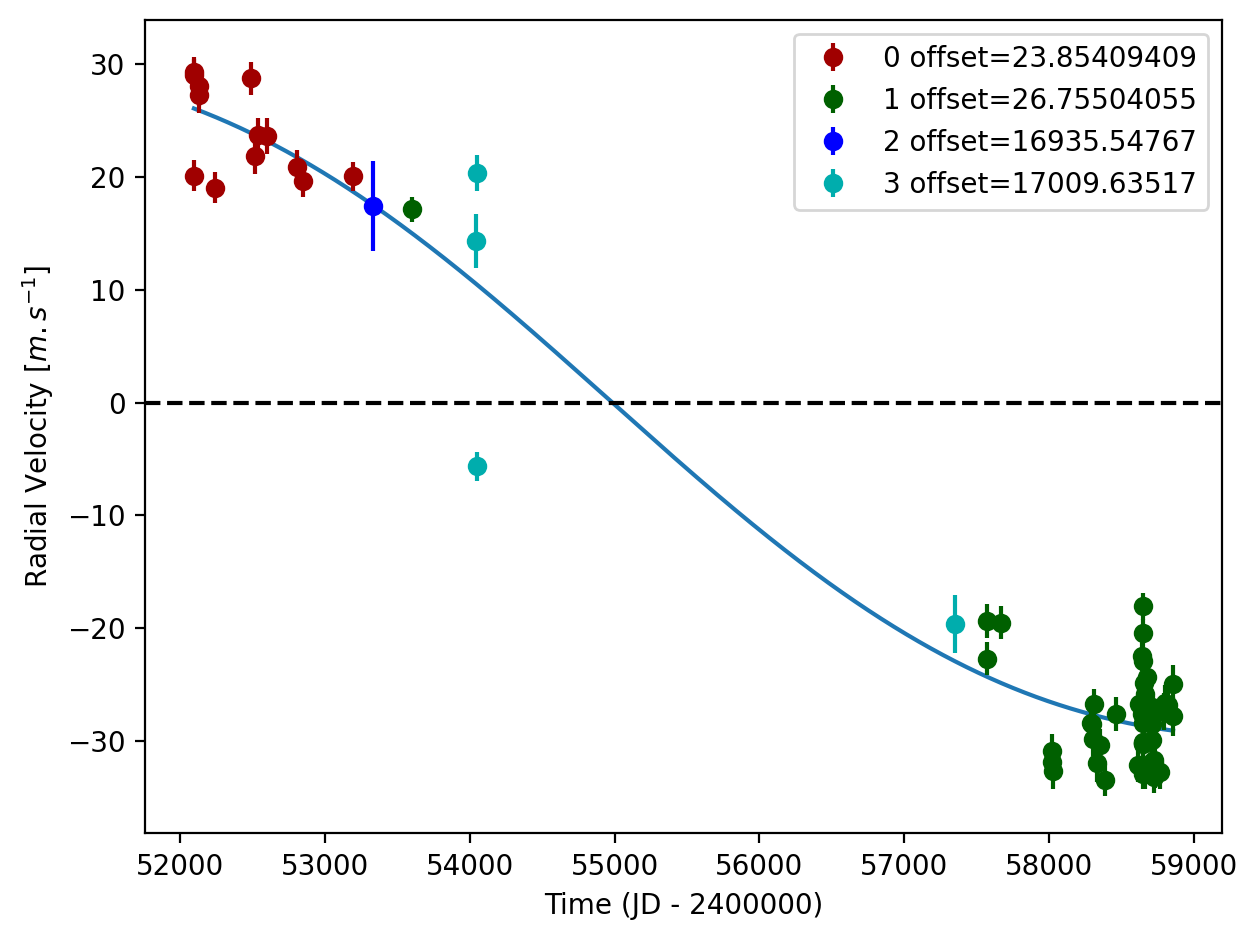 30
20
10
0
−10
−20
−30
Radial Velocity [m.s⁻¹]
0 offset=23.85409409
1 offset=26.75504055
2 offset=16935.54767
3 offset=17009.63517
52000 53000 54000 55000 56000 57000 58000 59000
Time (JD - 2400000)